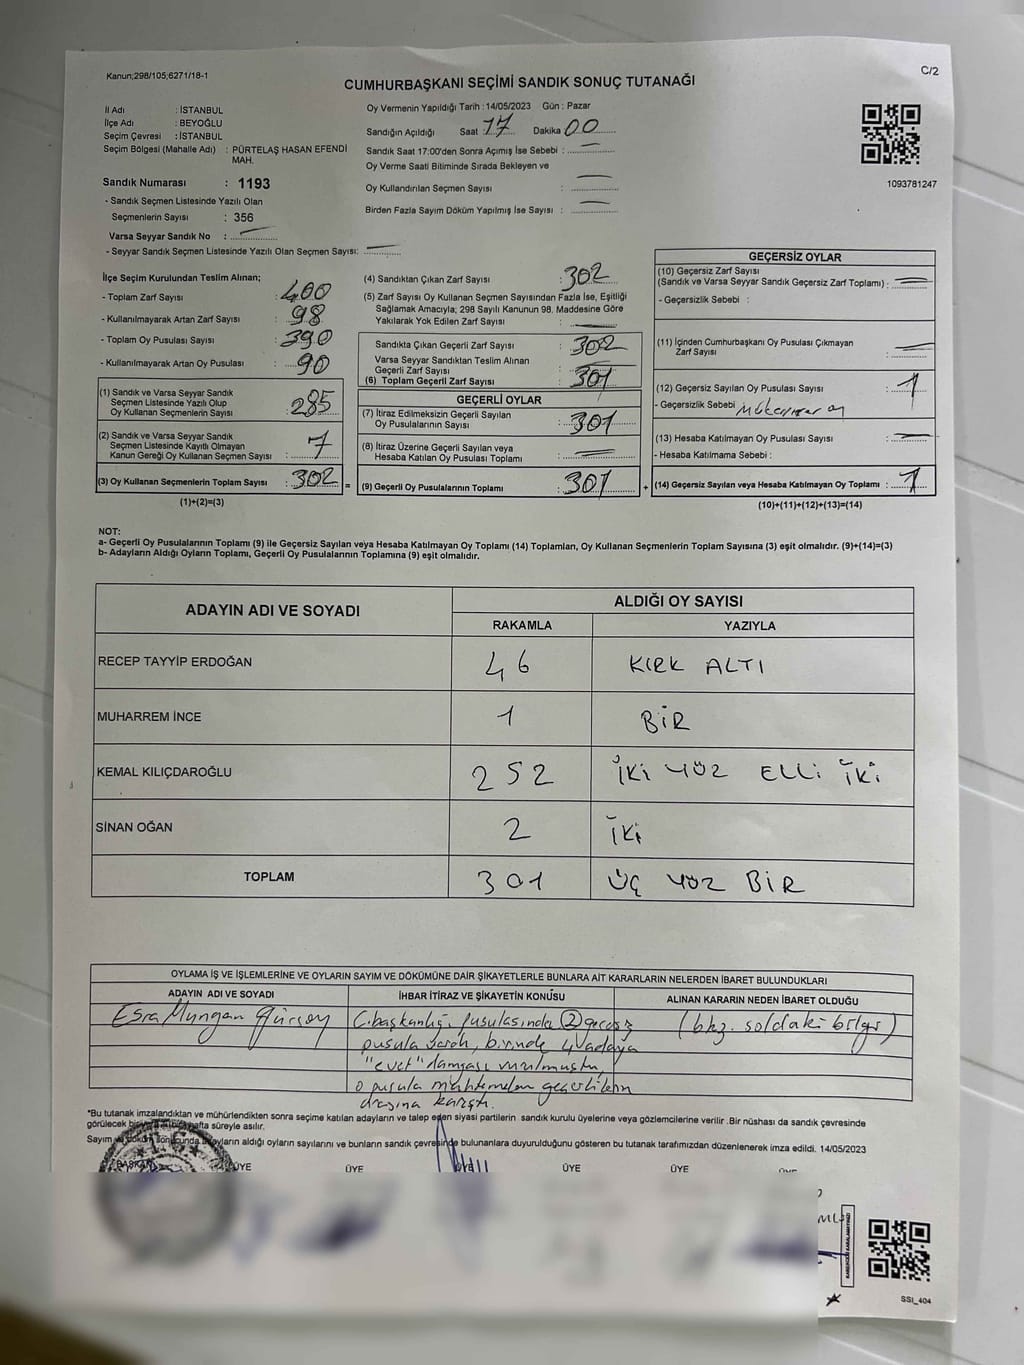 Kanun;298/105;6271/18-1
C/2
CUMHURBAŞKANI SEÇİMİ SANDIK SONUÇ TUTANAĞI
İl Adı : İSTANBUL
İlçe Adı : BEYOĞLU
Seçim Çevresi : İSTANBUL
Seçim Bölgesi (Mahalle Adı) : PÜRTELAŞ HASAN EFENDİ
MAH.
Sandık Numarası : 1193
- Sandık Seçmen Listesinde Yazılı Olan
Seçmenlerin Sayısı : 356
Varsa Seyyar Sandık No : —
- Seyyar Sandık Seçmen Listesinde Yazılı Olan Seçmen Sayısı: —
Oy Vermenin Yapıldığı Tarih : 14/05/2023 Gün : Pazar
Sandığın Açıldığı Saat 17 Dakika 00
Sandık Saat 17:00'den Sonra Açımış İse Sebebi : —
Oy Verme Saati Bitiminde Sırada Bekleyen ve
Oy Kullandırılan Seçmen Sayısı : —
Birden Fazla Sayım Döküm Yapılmış İse Sayısı : —
1093781247
İlçe Seçim Kurulundan Teslim Alınan;
- Toplam Zarf Sayısı : 400
- Kullanılmayarak Artan Zarf Sayısı : 98
- Toplam Oy Pusulası Sayısı : 390
- Kullanılmayarak Artan Oy Pusulası : 90
(1) Sandık ve Varsa Seyyar Sandık
Seçmen Listesinde Yazılı Olup
Oy Kullanan Seçmenlerin Sayısı : 285
(2) Sandık ve Varsa Seyyar Sandık
Seçmen Listesinde Kayıtlı Olmayan
Kanun Gereği Oy Kullanan Seçmen Sayısı : 7
(3) Oy Kullanan Seçmenlerin Toplam Sayısı : 302 =
(1)+(2)=(3)
(4) Sandıktan Çıkan Zarf Sayısı : 302
(5) Zarf Sayısı Oy Kullanan Seçmen Sayısından Fazla İse, Eşitliği
Sağlamak Amacıyla; 298 Sayılı Kanunun 98. Maddesine Göre
Yakılarak Yok Edilen Zarf Sayısı : —
Sandıkta Çıkan Geçerli Zarf Sayısı : 302
Varsa Seyyar Sandıktan Teslim Alınan
Geçerli Zarf Sayısı : —
(6) Toplam Geçerli Zarf Sayısı : 301
GEÇERLİ OYLAR
(7) İtiraz Edilmeksizin Geçerli Sayılan
Oy Pusulalarının Sayısı : 301
(8) İtiraz Üzerine Geçerli Sayılan veya
Hesaba Katılan Oy Pusulası Toplamı : —
(9) Geçerli Oy Pusulalarının Toplamı : 301 +
GEÇERSİZ OYLAR
(10) Geçersiz Zarf Sayısı
(Sandık ve Varsa Seyyar Sandık Geçersiz Zarf Toplamı) : —
- Geçersizlik Sebebi :
(11) İçinden Cumhurbaşkanı Oy Pusulası Çıkmayan
Zarf Sayısı : —
(12) Geçersiz Sayılan Oy Pusulası Sayısı : 1
- Geçersizlik Sebebi
(13) Hesaba Katılmayan Oy Pusulası Sayısı : —
- Hesaba Katılmama Sebebi :
(14) Geçersiz Sayılan veya Hesaba Katılmayan Oy Toplamı : 1
(10)+(11)+(12)+(13)=(14)
NOT:
a- Geçerli Oy Pusulalarının Toplamı (9) ile Geçersiz Sayılan veya Hesaba Katılmayan Oy Toplamı (14) Toplamları, Oy Kullanan Seçmenlerin Toplam Sayısına (3) eşit olmalıdır. (9)+(14)=(3)
b- Adayların Aldığı Oyların Toplamı, Geçerli Oy Pusulalarının Toplamına (9) eşit olmalıdır.
ADAYIN ADI VE SOYADI
ALDIĞI OY SAYISI
RAKAMLA YAZIYLA
RECEP TAYYİP ERDOĞAN 46 KIRK ALTI
MUHARREM İNCE 1 BİR
KEMAL KILIÇDAROĞLU 252 İKİ YÜZ ELLİ İKİ
SİNAN OĞAN 2 İKİ
TOPLAM 301 ÜÇ YÜZ BİR
OYLAMA İŞ VE İŞLEMLERİNE VE OYLARIN SAYIM VE DÖKÜMÜNE DAİR ŞİKAYETLERLE BUNLARA AİT KARARLARIN NELERDEN İBARET BULUNDUKLARI
ADAYIN ADI VE SOYADI İHBAR İTİRAZ VE ŞİKAYETİN KONUSU ALINAN KARARIN NEDEN İBARET OLDUĞU
Esra Mungan Gürsoy C.başkanlığı pusulasında 2 geçersiz (bkz. soldaki bilgi)
pusula vardı, birinde 4 adaya
"evet" damgası vurulmuştu,
o pusula muhtemelen geçerlilerin
arasına karıştı.
*Bu tutanak imzalandıktan ve mühürlendikten sonra seçime katılan adayların ve talep eden siyasi partilerin sandık kurulu üyelerine veya gözlemcilerine verilir. Bir nüshası da sandık çevresinde
görülecek bir yere bir hafta süreyle asılır.
Sayım ve döküm sonucunda adayların aldığı oyların sayılarını ve bunların sandık çevresinde bulunanlara duyurulduğunu gösteren bu tutanak tarafımızdan düzenlenerek imza edildi. 14/05/2023
BAŞKAN ÜYE ÜYE ÜYE ÜYE ÜYE
SSI_404